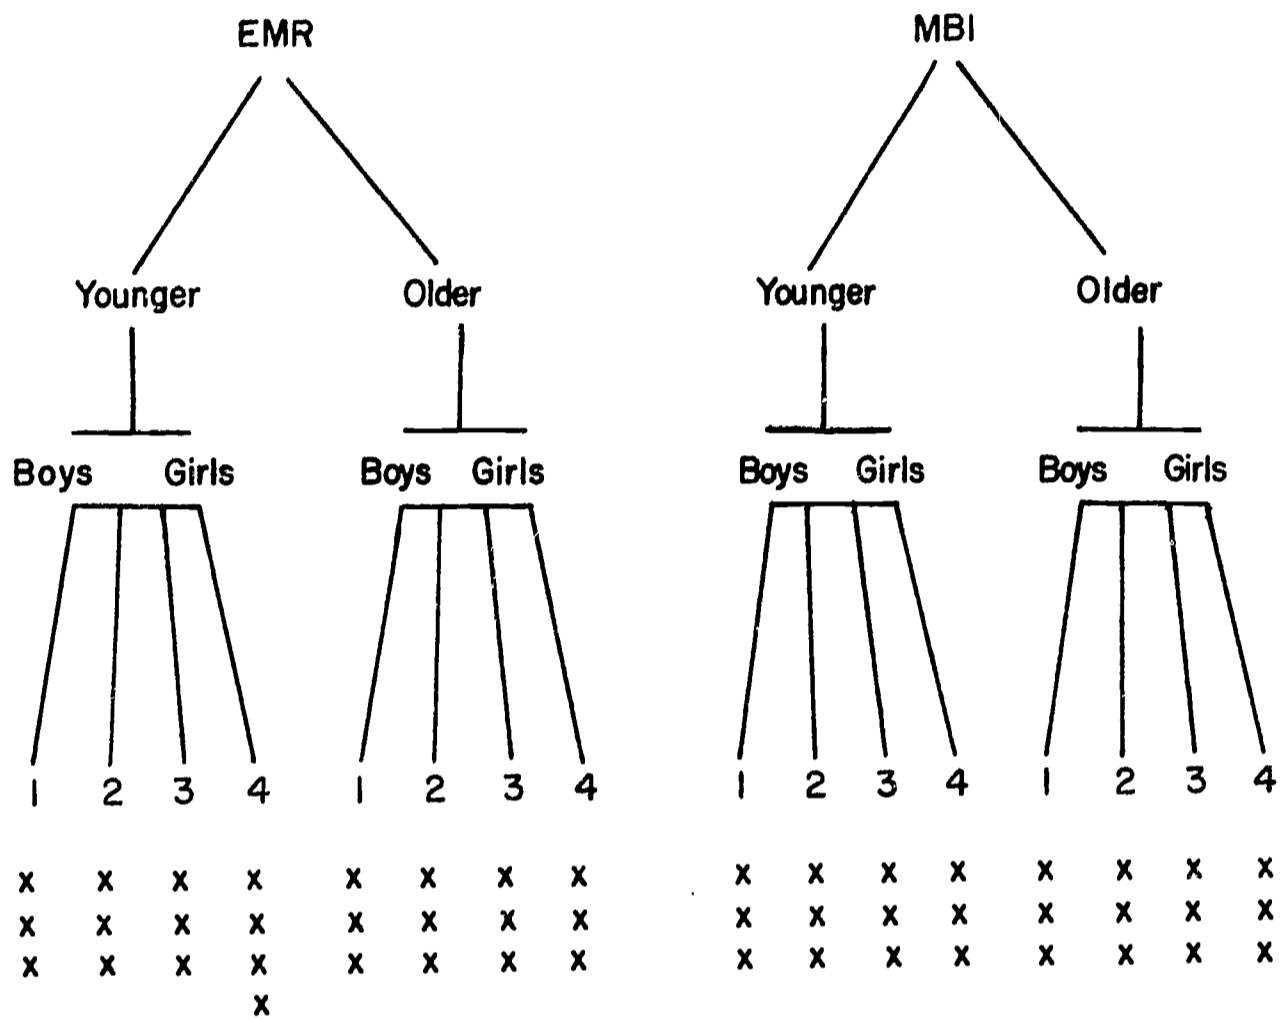 EMR MBI
Younger Older Younger Older
Boys Girls Boys Girls Boys Girls Boys Girls
1 2 3 4 1 2 3 4 1 2 3 4 1 2 3 4
x x x x x x x x x x x x x x x x
x x x x x x x x x x x x x x x x
x x x x x x x x x x x x x x x x
x